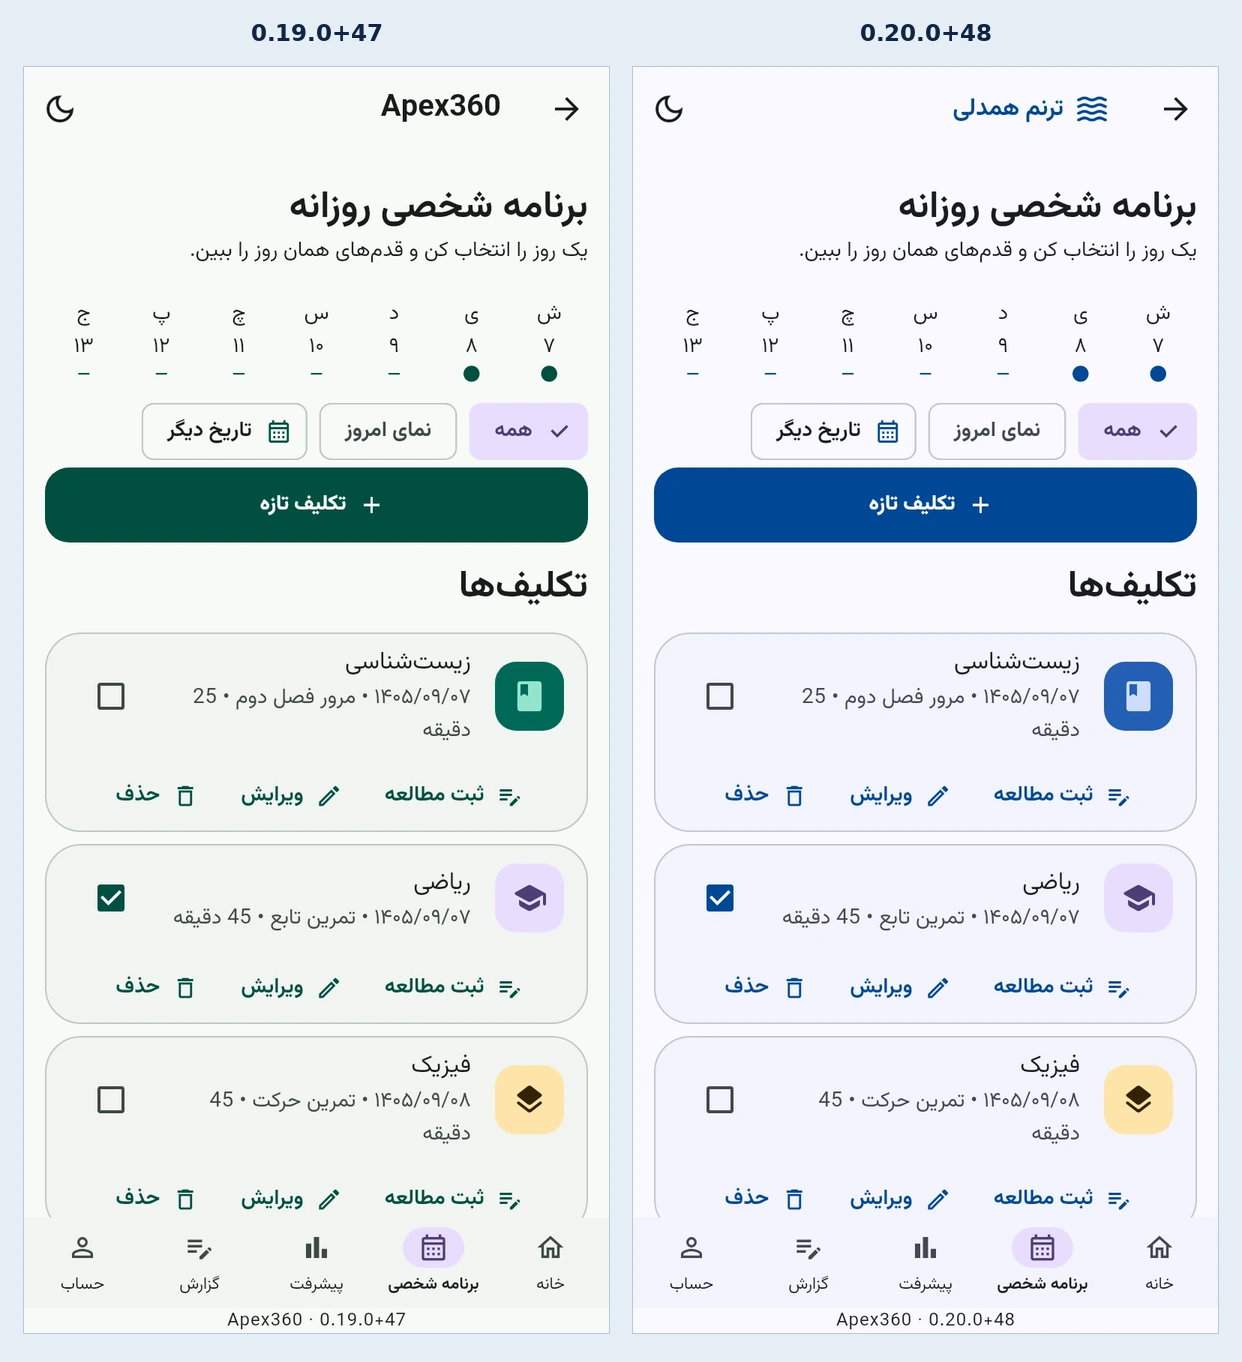 0.19.0+47
Apex360
برنامه شخصی روزانه
یک روز را انتخاب کن و قدم‌های همان روز را ببین.
ش ی د س چ پ ج
۷ ۸ ۹ ۱۰ ۱۱ ۱۲ ۱۳
همه نمای امروز تاریخ دیگر
تکلیف تازه
تکلیف‌ها
زیست‌شناسی
۱۴۰۵/۰۹/۰۷ • مرور فصل دوم • 25
دقیقه
ثبت مطالعه ویرایش حذف
ریاضی
۱۴۰۵/۰۹/۰۷ • تمرین تابع • 45 دقیقه
ثبت مطالعه ویرایش حذف
فیزیک
۱۴۰۵/۰۹/۰۸ • تمرین حرکت • 45
دقیقه
ثبت مطالعه ویرایش حذف
خانه برنامه شخصی پیشرفت گزارش حساب
Apex360 · 0.19.0+47
0.20.0+48
ترنم همدلی
برنامه شخصی روزانه
یک روز را انتخاب کن و قدم‌های همان روز را ببین.
ش ی د س چ پ ج
۷ ۸ ۹ ۱۰ ۱۱ ۱۲ ۱۳
همه نمای امروز تاریخ دیگر
تکلیف تازه
تکلیف‌ها
زیست‌شناسی
۱۴۰۵/۰۹/۰۷ • مرور فصل دوم • 25
دقیقه
ثبت مطالعه ویرایش حذف
ریاضی
۱۴۰۵/۰۹/۰۷ • تمرین تابع • 45 دقیقه
ثبت مطالعه ویرایش حذف
فیزیک
۱۴۰۵/۰۹/۰۸ • تمرین حرکت • 45
دقیقه
ثبت مطالعه ویرایش حذف
خانه برنامه شخصی پیشرفت گزارش حساب
Apex360 · 0.20.0+48